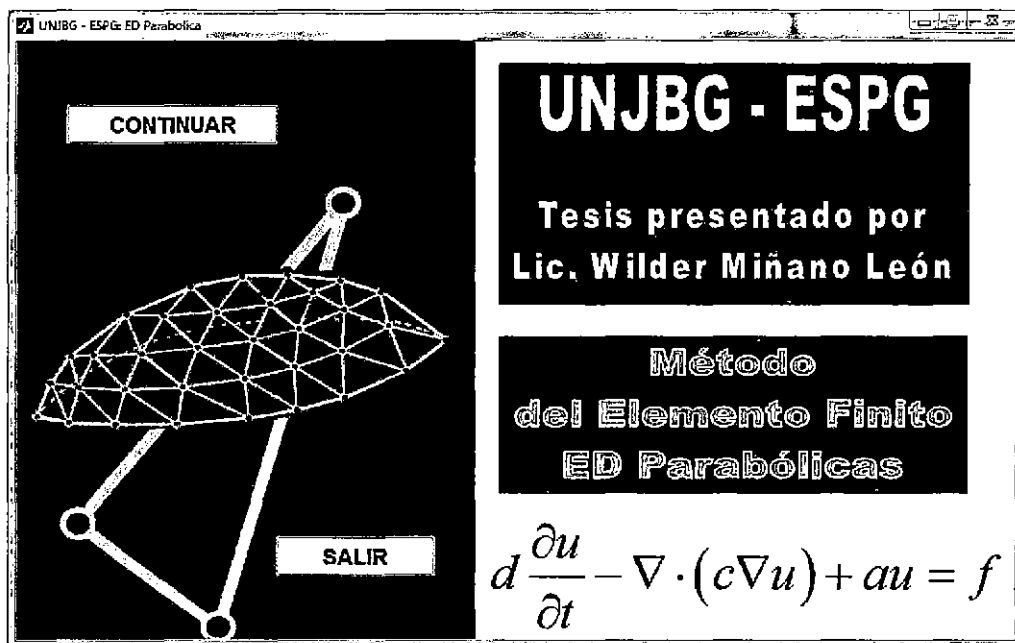 UNJBG - ESPG: ED Parabolica
CONTINUAR
SALIR
UNJBG - ESPG
Tesis presentado por
Lic. Wilder Miñano León
Método
del Elemento Finito
ED Parabólicas
d ∂u/∂t − ∇ · (c∇u) + au = f